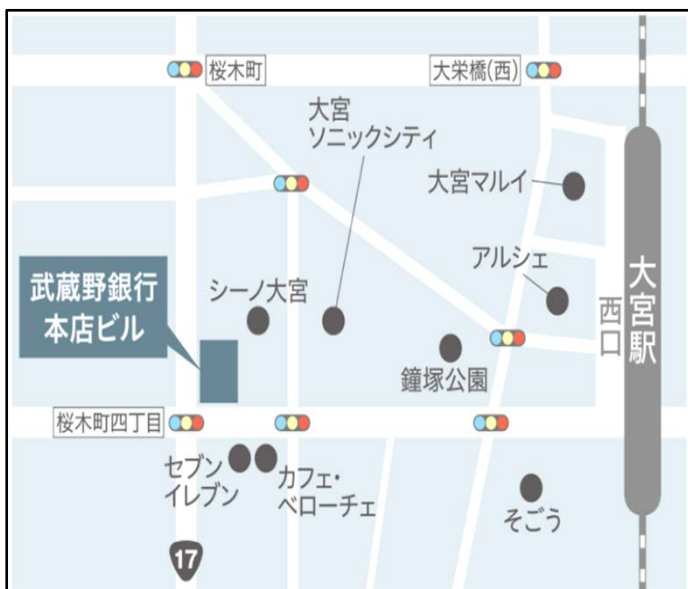 桜木町
大栄橋(西)
大宮
ソニックシティ
大宮マルイ
アルシェ
大宮駅
西口
武蔵野銀行
本店ビル
シーノ大宮
鐘塚公園
桜木町四丁目
セブン
イレブン
カフェ・
ベローチェ
そごう
17